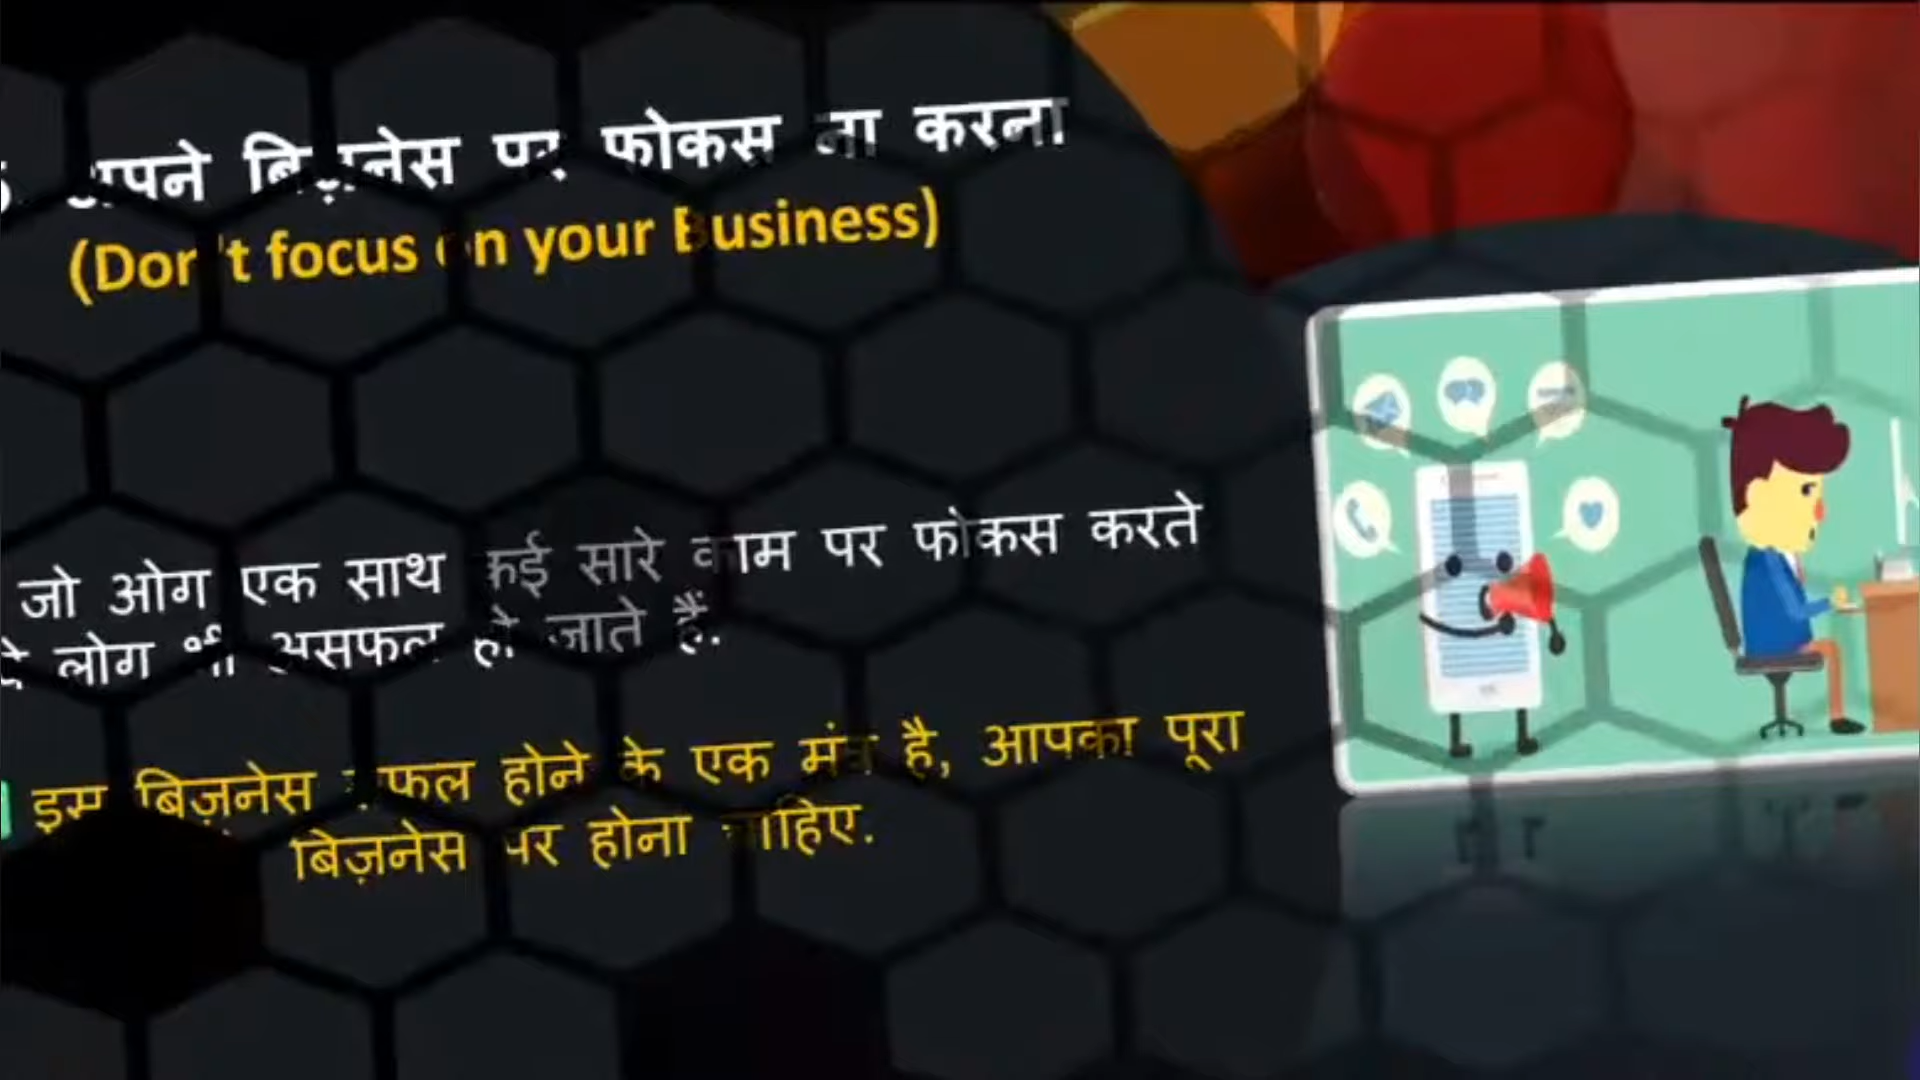 अपने बिज़नेस पर फोकस ना करना
(Don't focus on your Business)
जो ओग एक साथ कई सारे काम पर फोकस करते
लोग भी असफल हो जाते हैं.
इस बिज़नेस सफल होने के एक मंत्र है, आपका पूरा
बिज़नेस पर होना चाहिए.